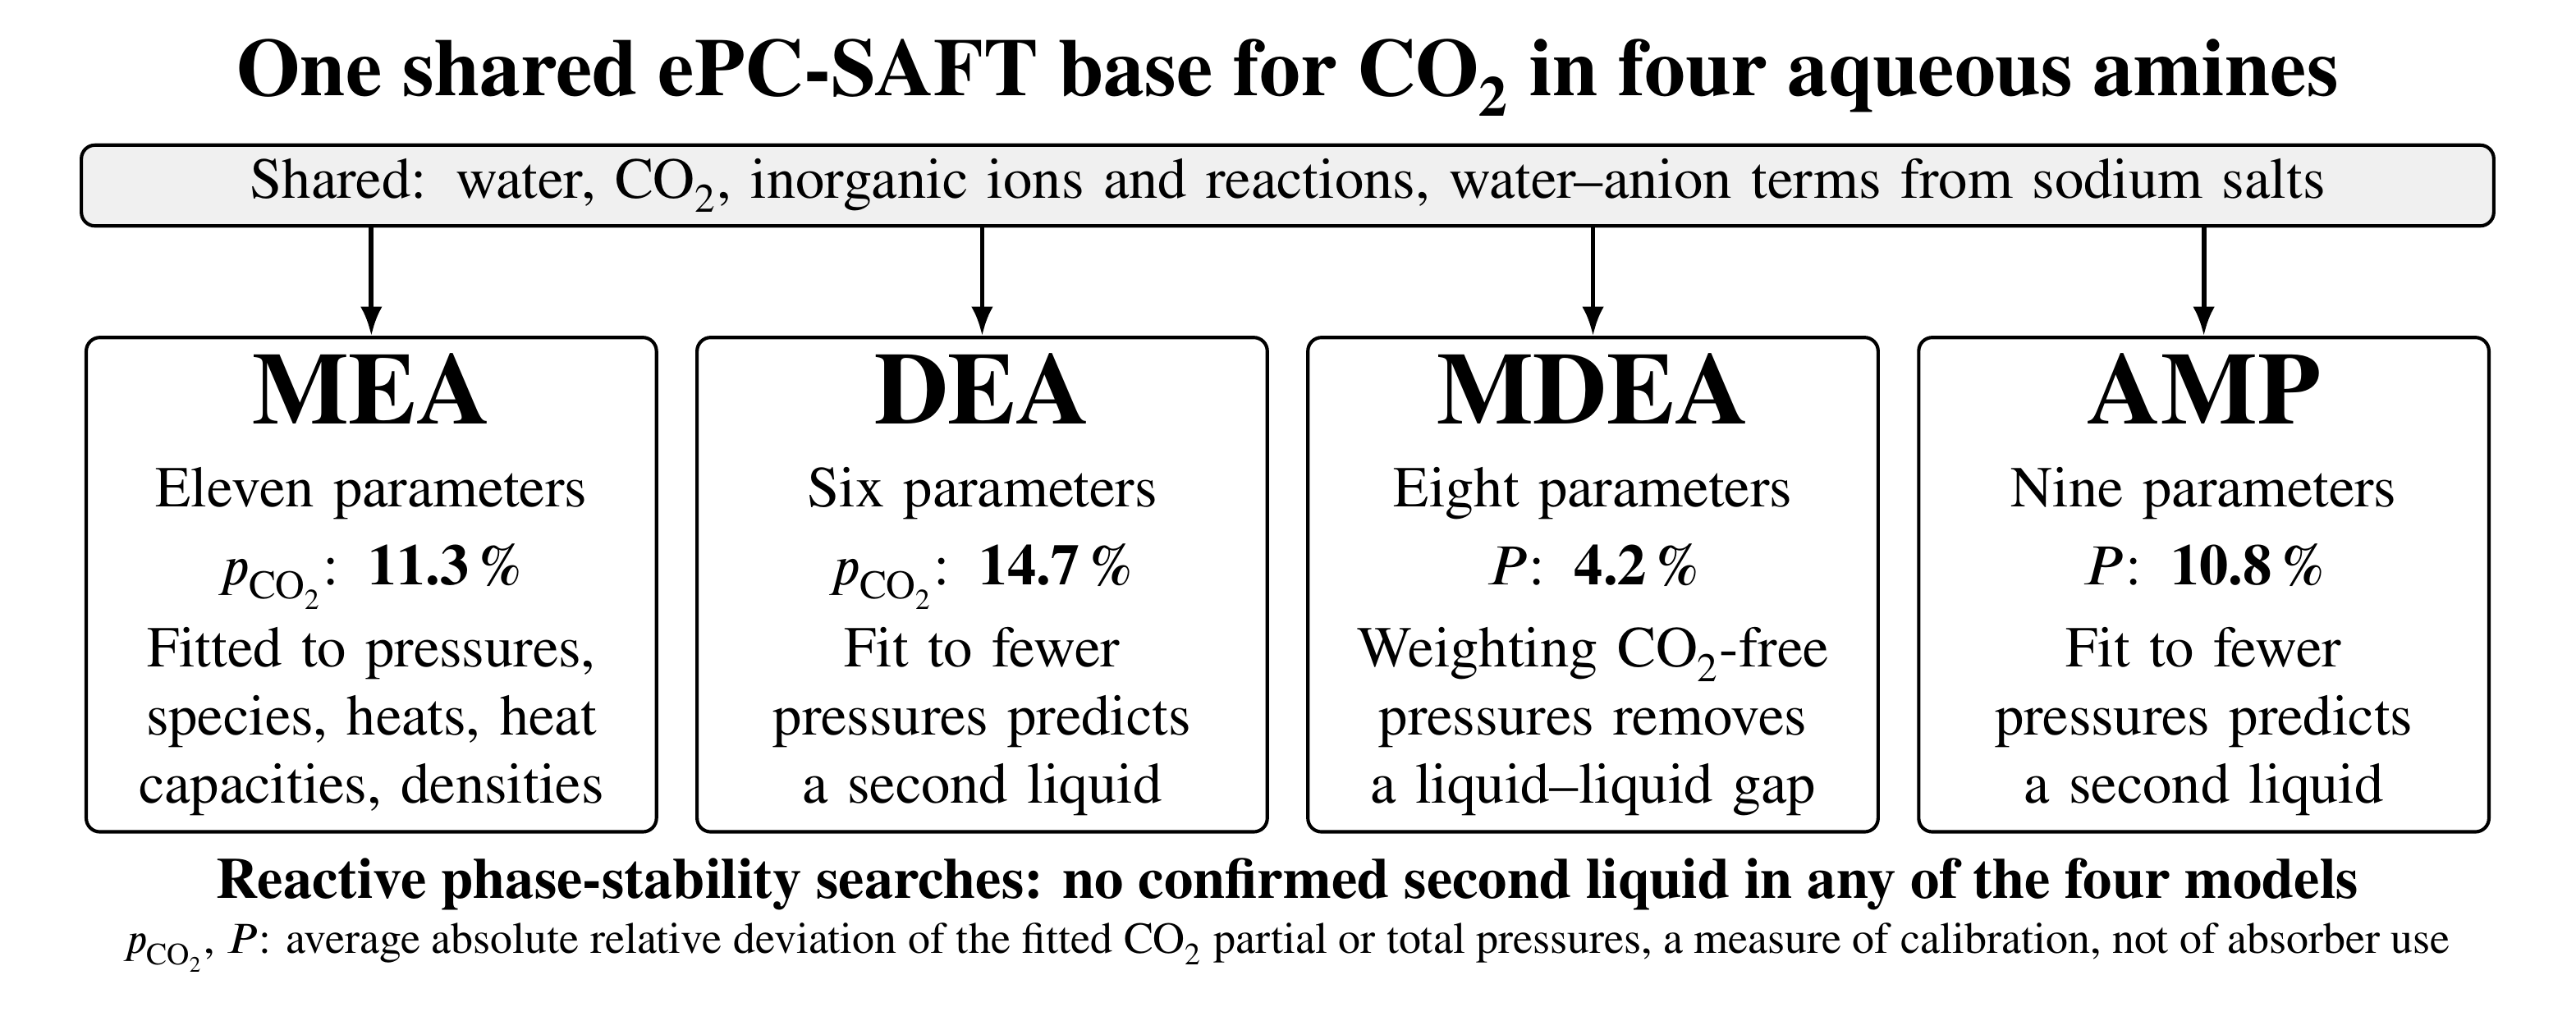 One shared ePC-SAFT base for CO₂ in four aqueous amines
Shared: water, CO₂, inorganic ions and reactions, water–anion terms from sodium salts
MEA
Eleven parameters
p_CO₂: 11.3 %
Fitted to pressures,
species, heats, heat
capacities, densities
DEA
Six parameters
p_CO₂: 14.7 %
Fit to fewer
pressures predicts
a second liquid
MDEA
Eight parameters
P: 4.2 %
Weighting CO₂-free
pressures removes
a liquid–liquid gap
AMP
Nine parameters
P: 10.8 %
Fit to fewer
pressures predicts
a second liquid
Reactive phase-stability searches: no confirmed second liquid in any of the four models
p_CO₂, P: average absolute relative deviation of the fitted CO₂ partial or total pressures, a measure of calibration, not of absorber use